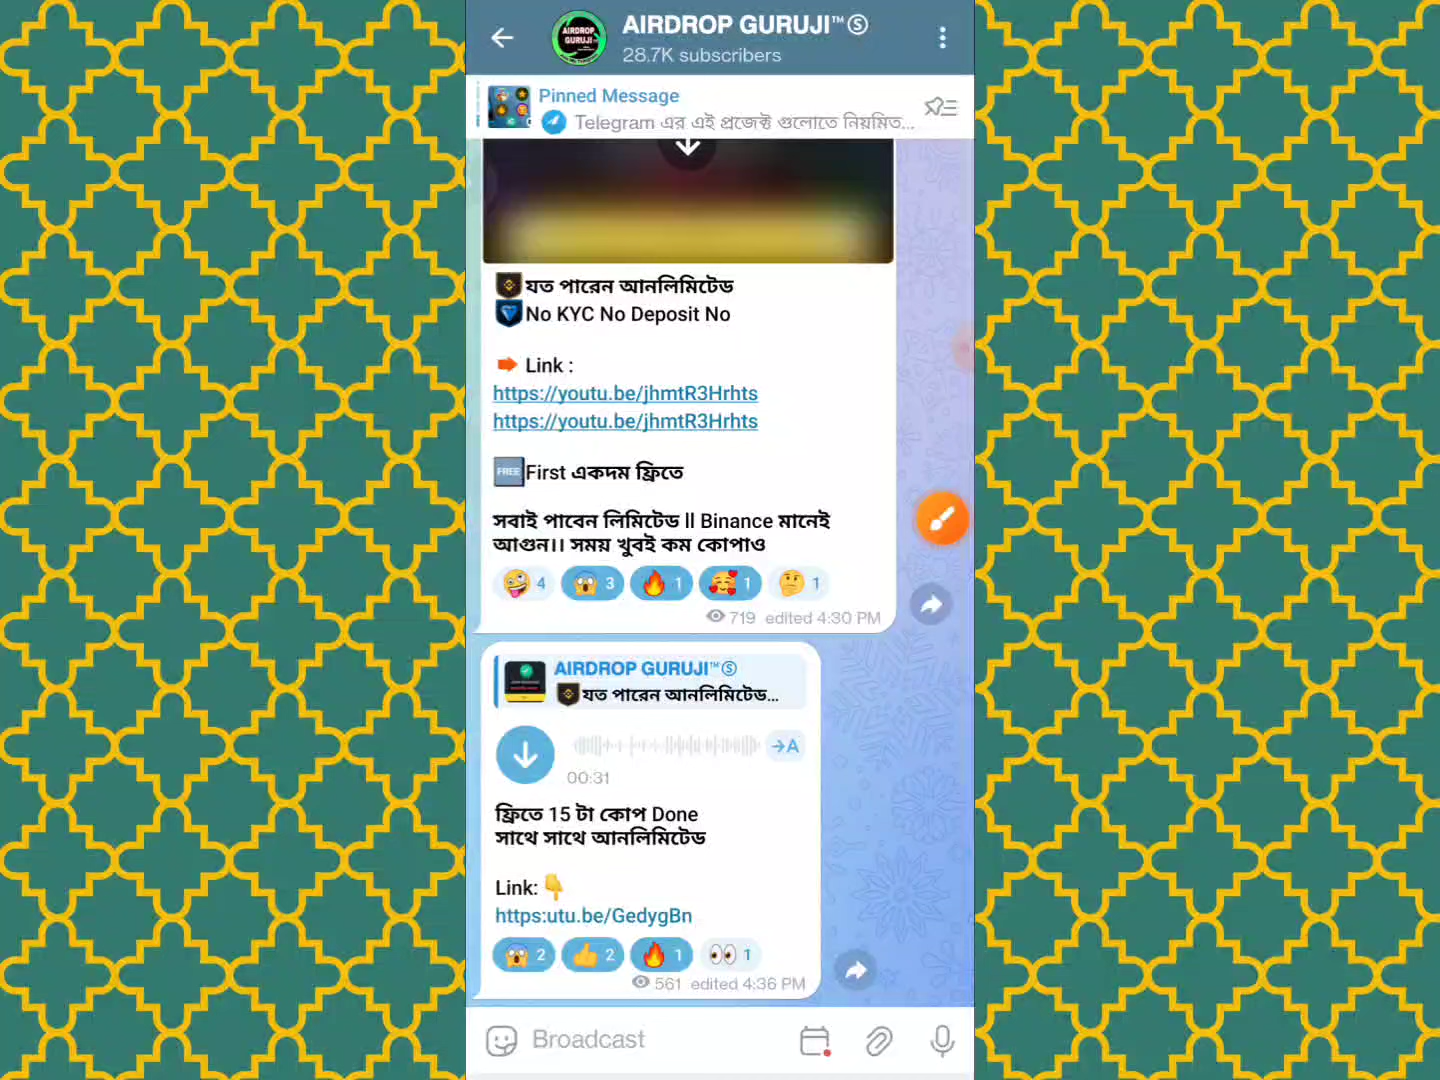 AIRDROP GURUJI™Ⓢ
28.7K subscribers
AIRDROP
GURUJI
Pinned Message
Telegram এর এই প্রজেক্ট গুলোতে নিয়মিত...
যত পারেন আনলিমিটেড
No KYC No Deposit No
Link :
https://youtu.be/jhmtR3Hrhts
https://youtu.be/jhmtR3Hrhts
FREE First একদম ফ্রিতে
সবাই পাবেন লিমিটেড ll Binance মানেই
আগুন।। সময় খুবই কম কোপাও
4 3 1 1 1
719 edited 4:30 PM
AIRDROP GURUJI™Ⓢ
যত পারেন আনলিমিটেড...
→A
00:31
ফ্রিতে 15 টা কোপ Done
সাথে সাথে আনলিমিটেড
Link:
https:utu.be/GedygBn
2 2 1 1
561 edited 4:36 PM
Broadcast